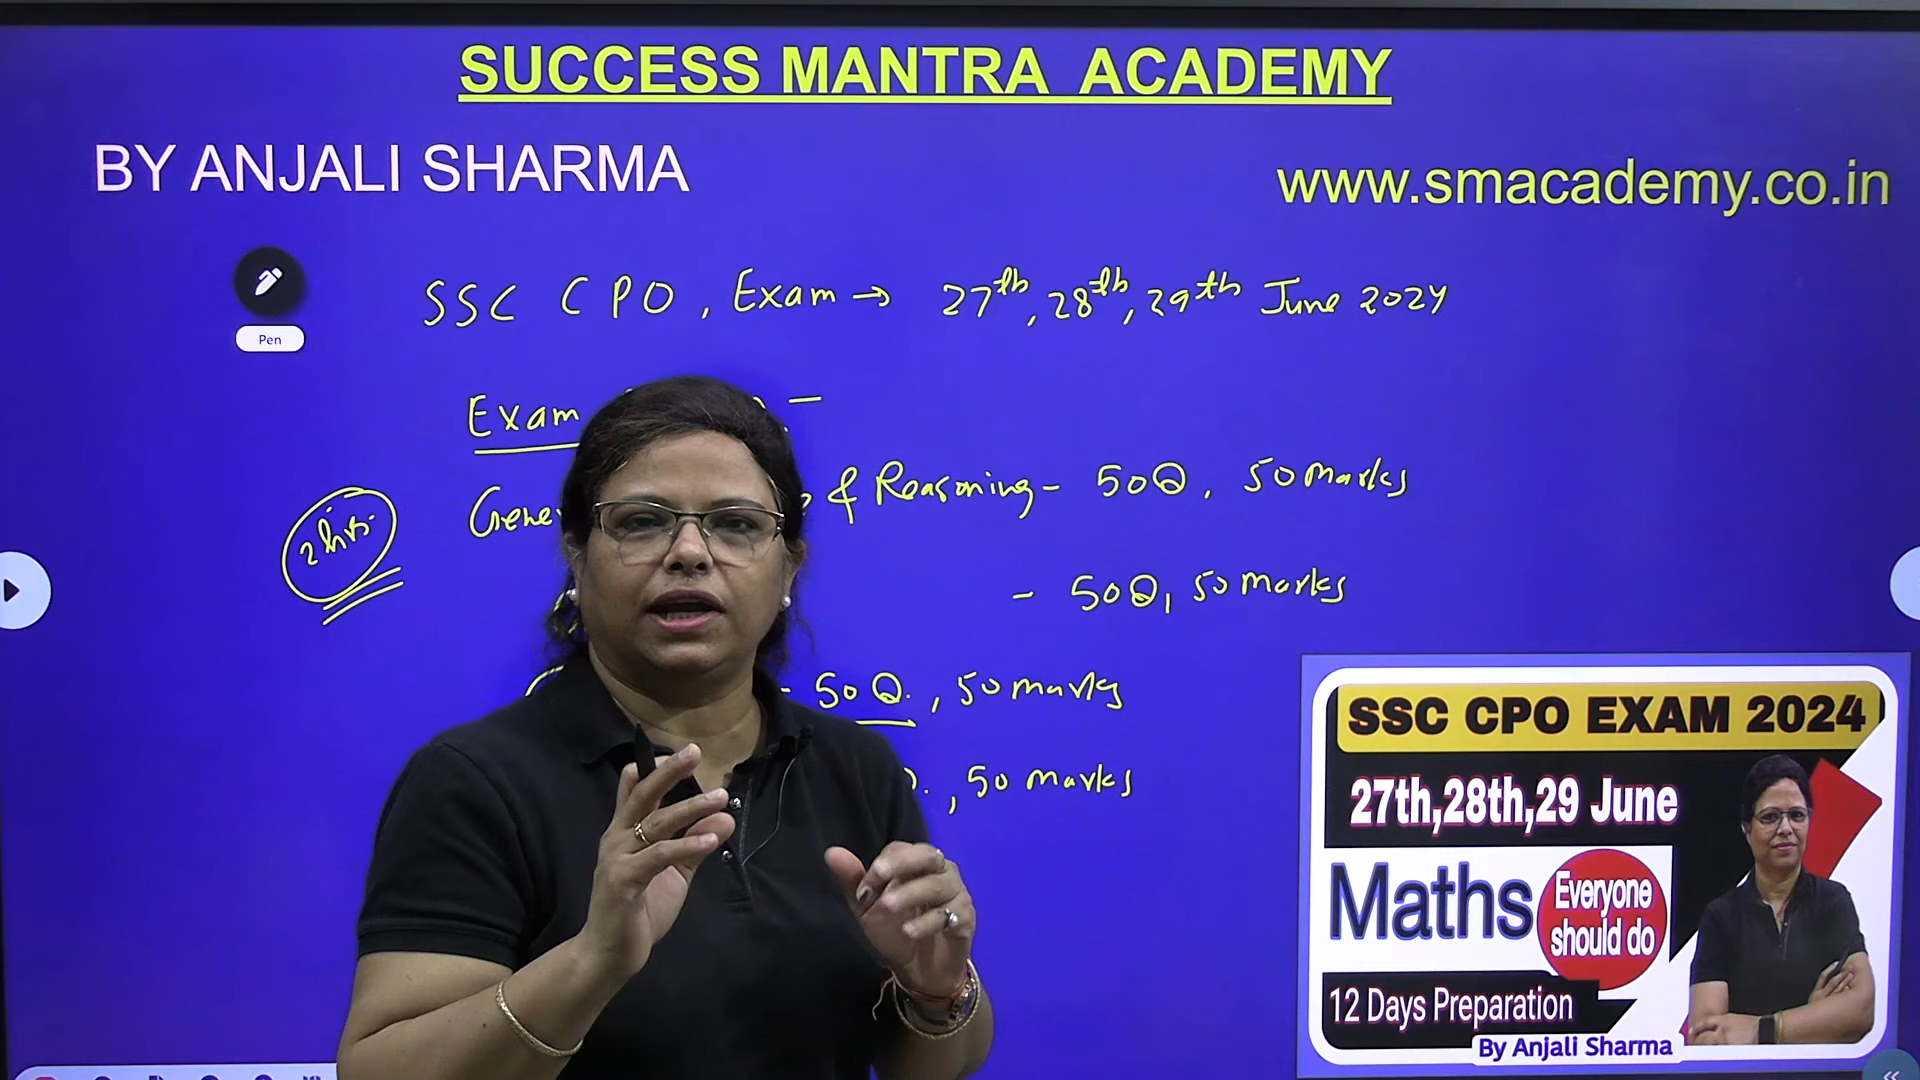 SUCCESS MANTRA ACADEMY
BY ANJALI SHARMA
www.smacademy.co.in
Pen
SSC CPO, Exam → 27th, 28th, 29th June 2024
Exam
2 hrs.
& Reasoning - 50Q, 50 marks
- 50Q, 50 marks
- 50Q., 50 marks
, 50 marks
SSC CPO EXAM 2024
27th,28th,29 June
Maths
Everyone
should do
12 Days Preparation
By Anjali Sharma